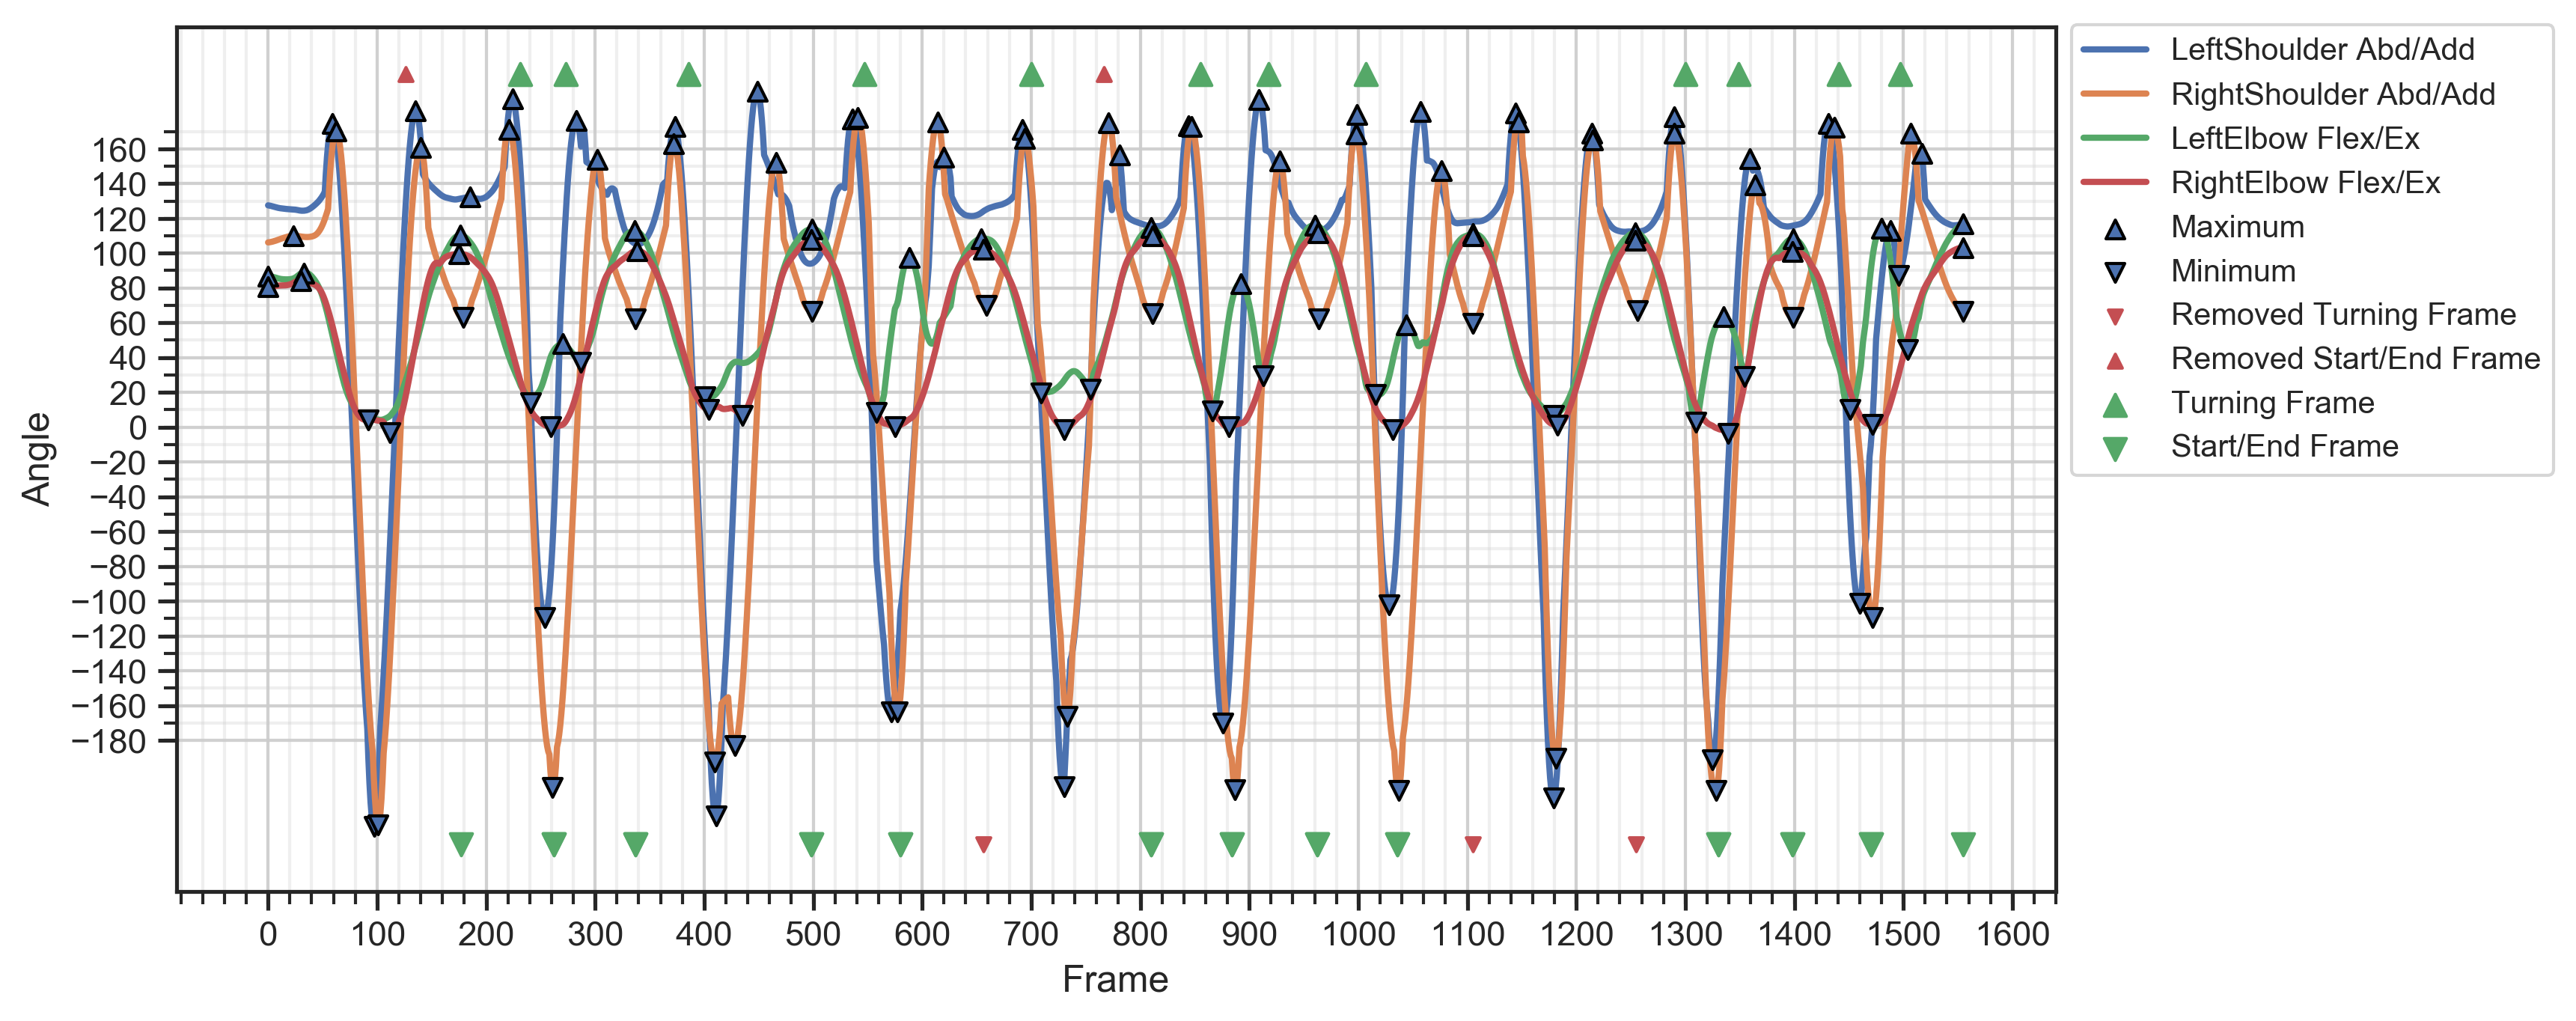 160
140
120
100
80
60
40
20
0
−20
−40
−60
−80
−100
−120
−140
−160
−180
Angle
0 100 200 300 400 500 600 700 800 900 1000 1100 1200 1300 1400 1500 1600
Frame
LeftShoulder Abd/Add
RightShoulder Abd/Add
LeftElbow Flex/Ex
RightElbow Flex/Ex
Maximum
Minimum
Removed Turning Frame
Removed Start/End Frame
Turning Frame
Start/End Frame